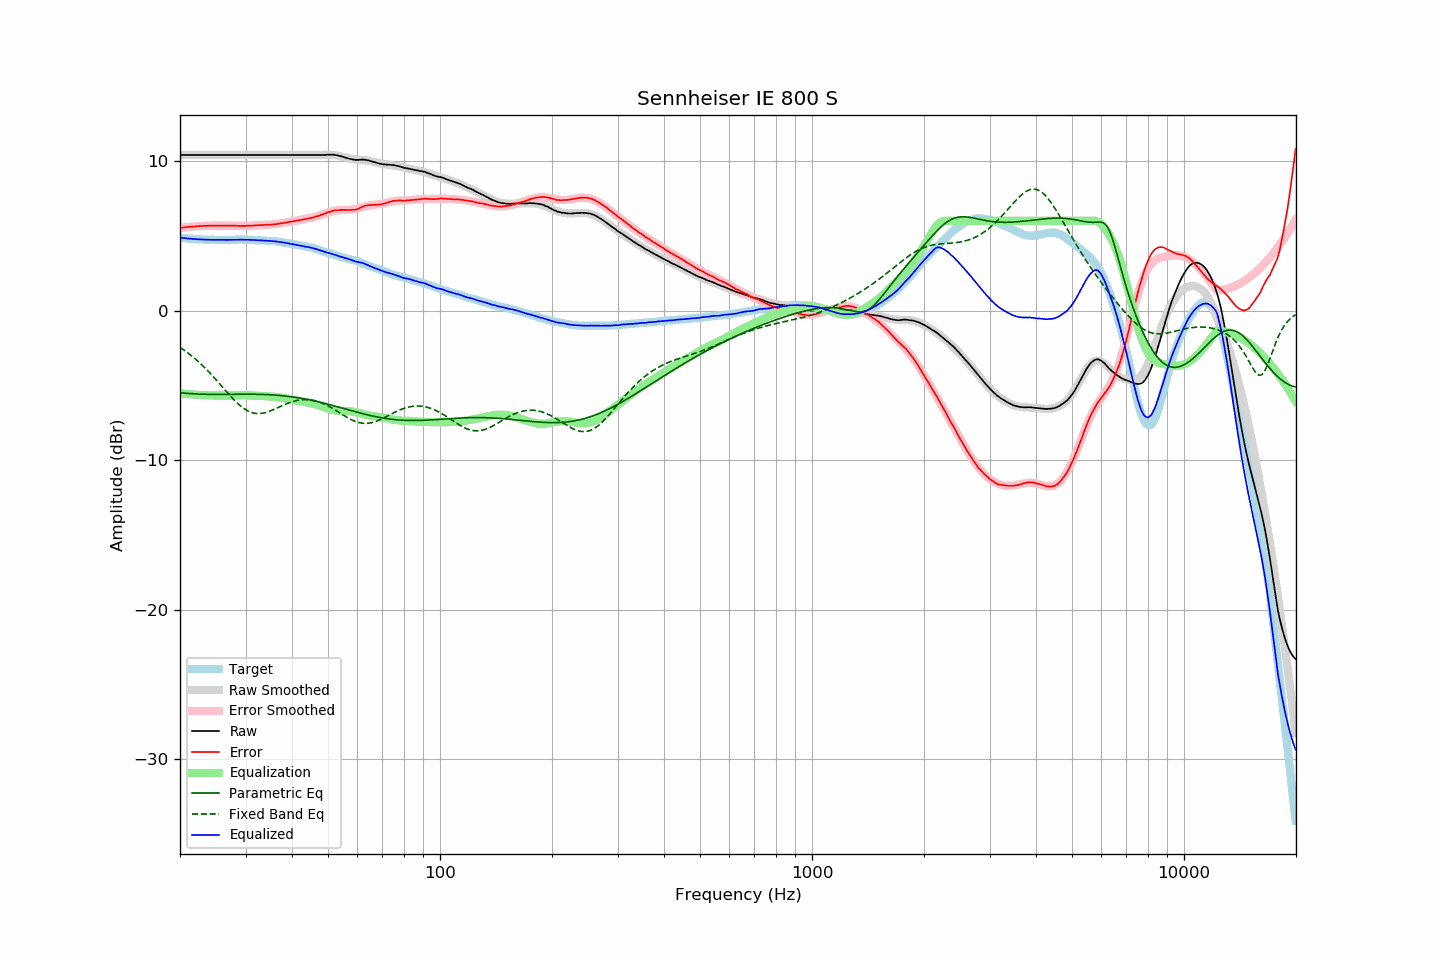 Sennheiser IE 800 S
10
0
−10
−20
−30
Amplitude (dBr)
Target
Raw Smoothed
Error Smoothed
Raw
Error
Equalization
Parametric Eq
Fixed Band Eq
Equalized
100
1000
10000
Frequency (Hz)